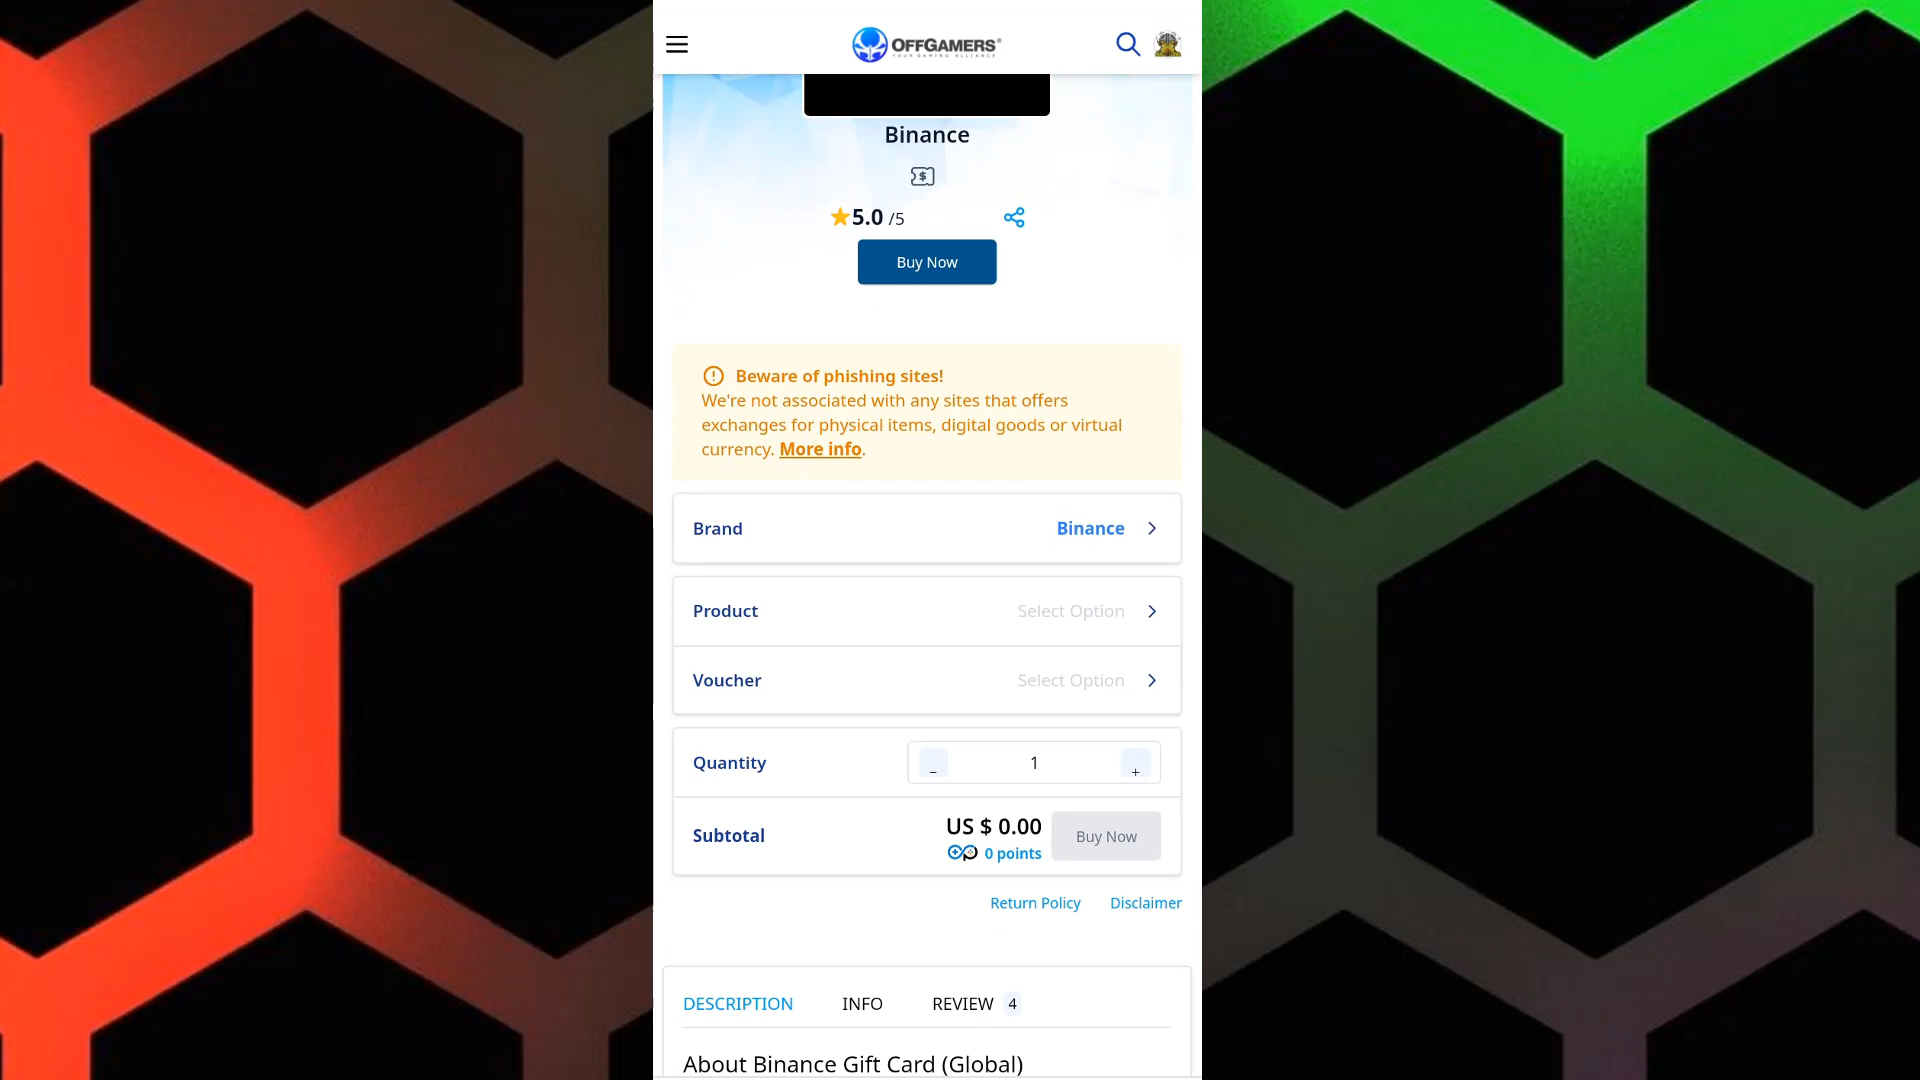 OFFGAMERS®
YOUR GAMING ALLIANCE
Binance
$
5.0 /5
Buy Now
Beware of phishing sites!
We're not associated with any sites that offers
exchanges for physical items, digital goods or virtual
currency. More info.
Brand Binance
Product Select Option
Voucher Select Option
Quantity − 1 +
Subtotal US $ 0.00 Buy Now
0 points
Return Policy Disclaimer
DESCRIPTION INFO REVIEW 4
About Binance Gift Card (Global)